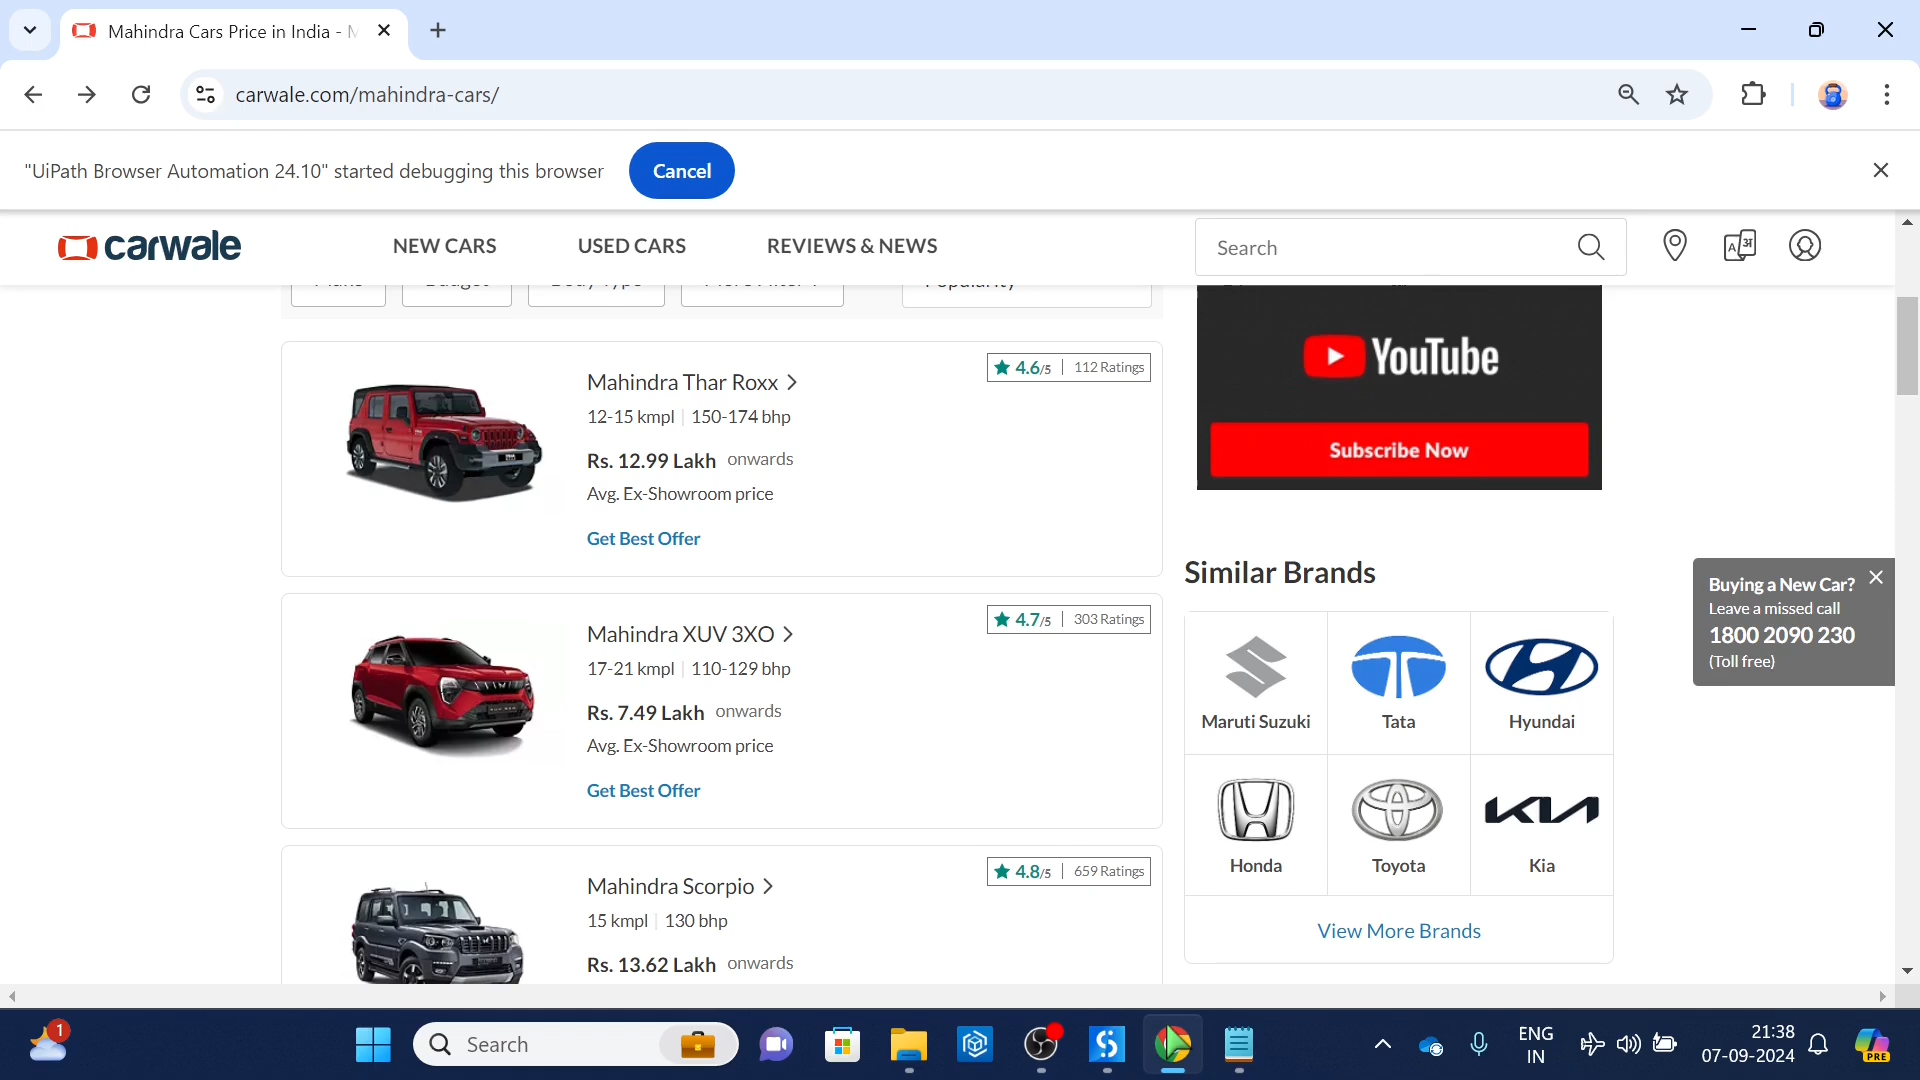 Mahindra Cars Price in India - M
carwale.com/mahindra-cars/
"UiPath Browser Automation 24.10" started debugging this browser
Cancel
carwale
NEW CARS
USED CARS
REVIEWS & NEWS
Search
Mahindra Thar Roxx
4.6/5 | 112 Ratings
12-15 kmpl | 150-174 bhp
Rs. 12.99 Lakh onwards
Avg. Ex-Showroom price
Get Best Offer
Mahindra XUV 3XO
4.7/5 | 303 Ratings
17-21 kmpl | 110-129 bhp
Rs. 7.49 Lakh onwards
Avg. Ex-Showroom price
Get Best Offer
Mahindra Scorpio
4.8/5 | 659 Ratings
15 kmpl | 130 bhp
Rs. 13.62 Lakh onwards
YouTube
Subscribe Now
Similar Brands
Maruti Suzuki
Tata
Hyundai
Honda
Toyota
Kia
View More Brands
Buying a New Car?
Leave a missed call
1800 2090 230
(Toll free)
1
Search
ENG
IN
21:38
07-09-2024
PRE